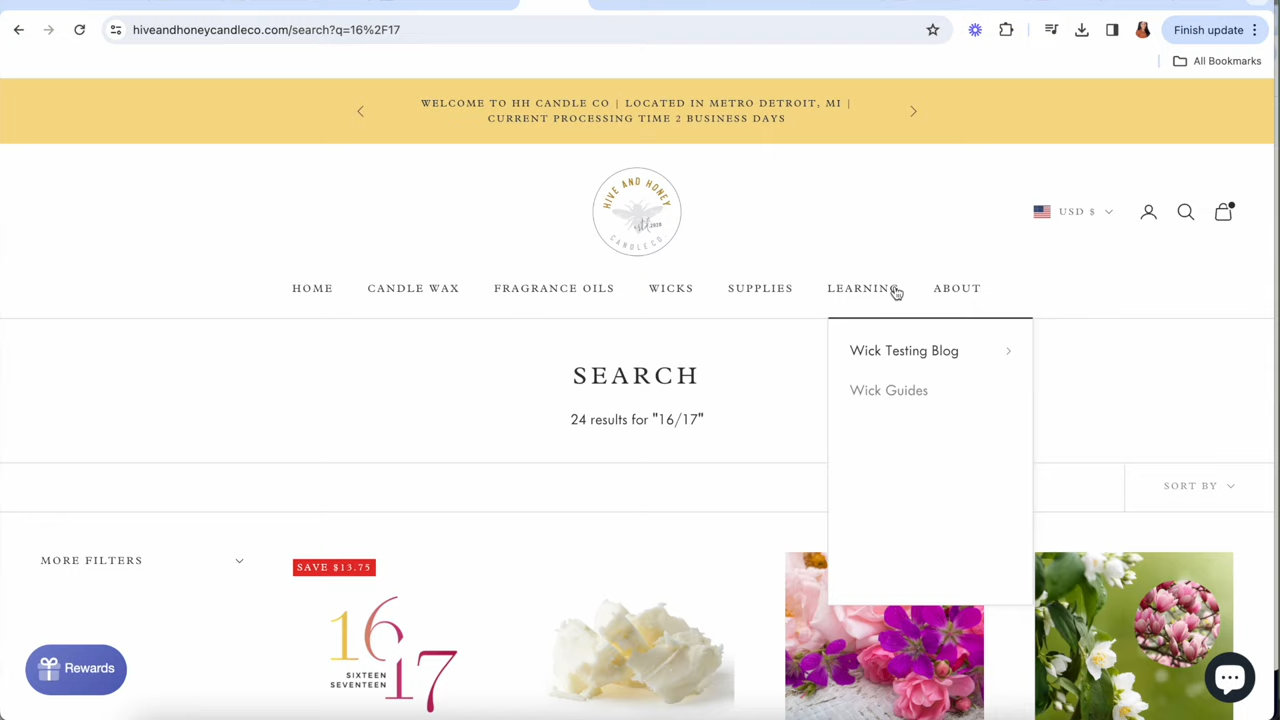 hiveandhoneycandleco.com/search?q=16%2F17
Finish update
All Bookmarks
WELCOME TO HH CANDLE CO | LOCATED IN METRO DETROIT, MI |
CURRENT PROCESSING TIME 2 BUSINESS DAYS
HIVE AND HONEY
estd.2020
CANDLE CO.
USD $
HOME CANDLE WAX FRAGRANCE OILS WICKS SUPPLIES LEARNING ABOUT
Wick Testing Blog
Wick Guides
SEARCH
24 results for "16/17"
SORT BY
MORE FILTERS
SAVE $13.75
16
SIXTEEN
SEVENTEEN
17
Rewards